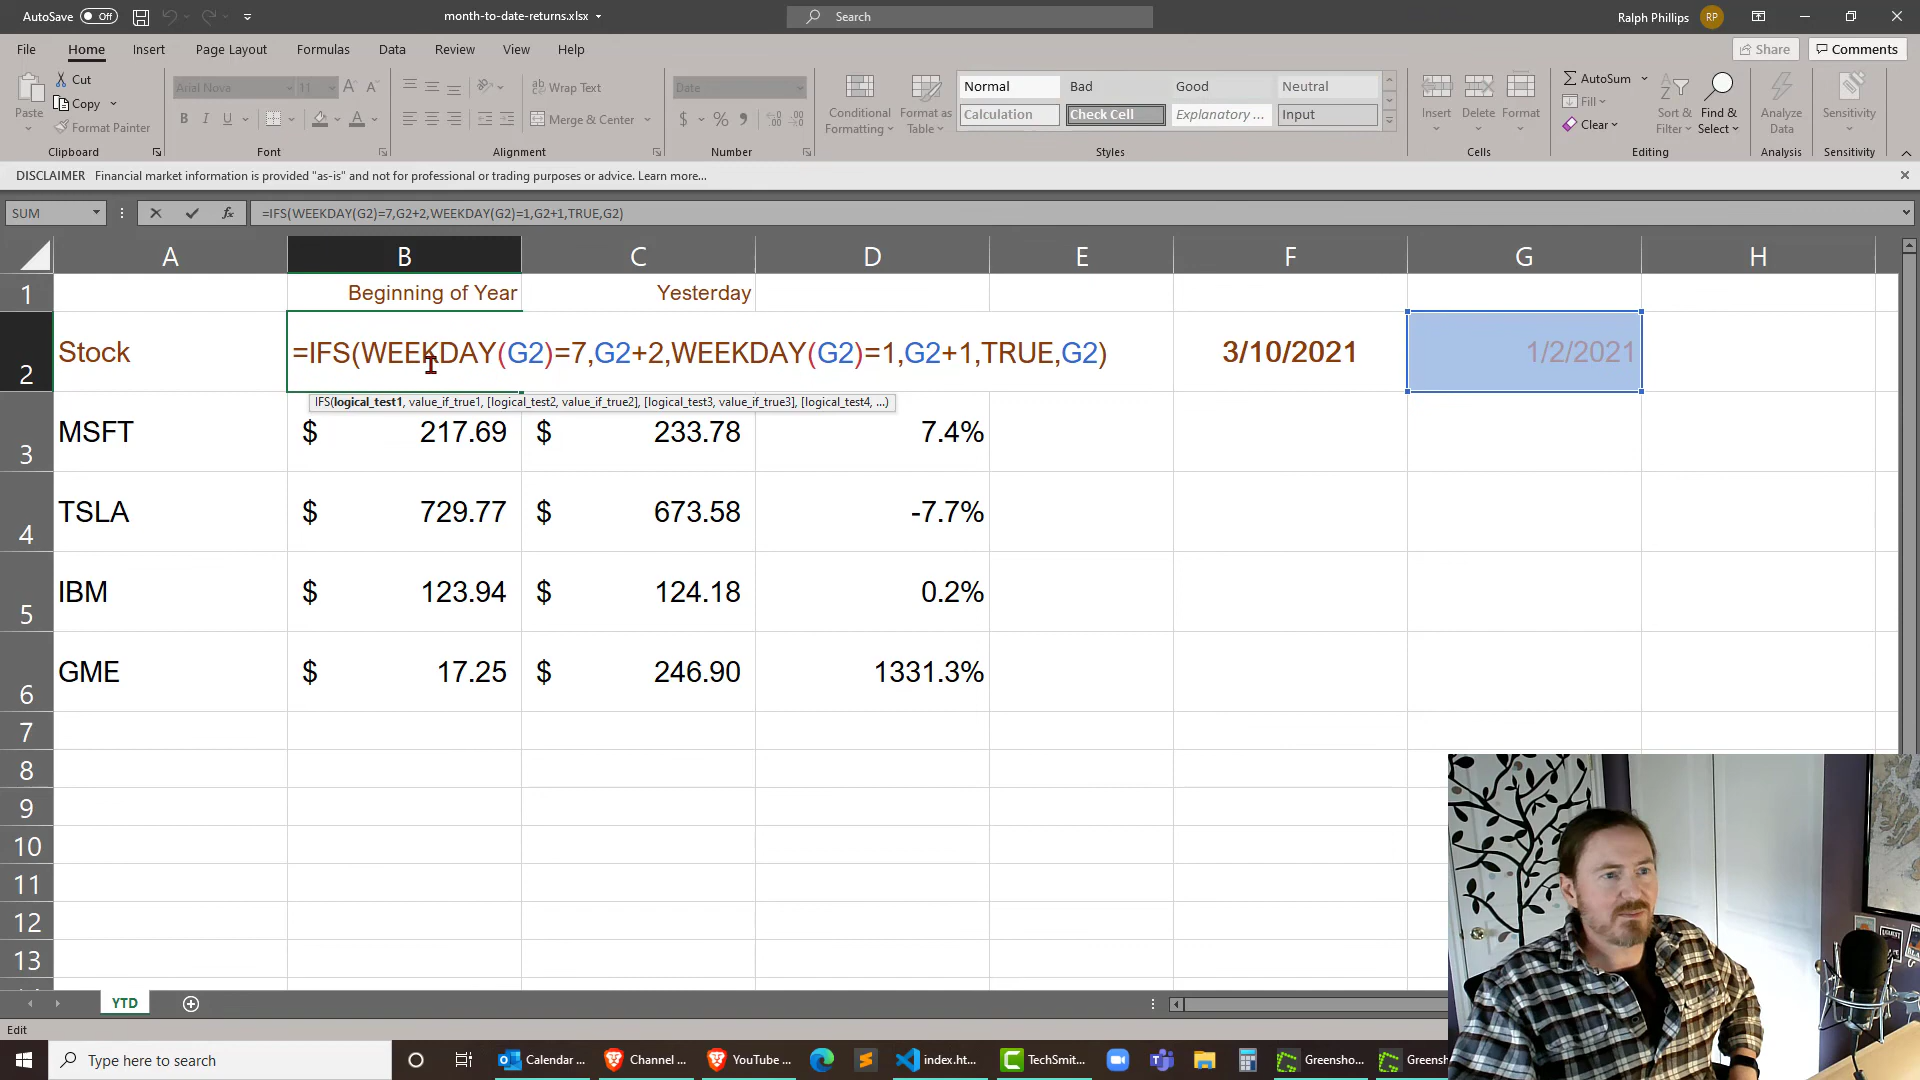 AutoSave Off
month-to-date-returns.xlsx
Search
Ralph Phillips RP
File Home Insert Page Layout Formulas Data Review View Help
Share Comments
Paste
Cut
Copy
Format Painter
Clipboard
Arial Nova 11
B I U
Font
Wrap Text
Merge & Center
Alignment
Date
Number
Conditional Formatting
Format as Table
Normal Bad Good Neutral
Calculation Check Cell Explanatory ... Input
Styles
Insert Delete Format
Cells
AutoSum
Fill
Clear
Sort & Filter
Find & Select
Editing
Analyze Data
Analysis
Sensitivity
Sensitivity
DISCLAIMER Financial market information is provided "as-is" and not for professional or trading purposes or advice. Learn more...
SUM fx =IFS(WEEKDAY(G2)=7,G2+2,WEEKDAY(G2)=1,G2+1,TRUE,G2)
A B C D E F G H
1 Beginning of Year Yesterday
2 Stock =IFS(WEEKDAY(G2)=7,G2+2,WEEKDAY(G2)=1,G2+1,TRUE,G2) 3/10/2021 1/2/2021
IFS(logical_test1, value_if_true1, [logical_test2, value_if_true2], [logical_test3, value_if_true3], [logical_test4, ...)
3 MSFT $ 217.69 $ 233.78 7.4%
4 TSLA $ 729.77 $ 673.58 -7.7%
5 IBM $ 123.94 $ 124.18 0.2%
6 GME $ 17.25 $ 246.90 1331.3%
7
8
9
10
11
12
13
YTD
Edit
Type here to search
Calendar ...
Channel ...
YouTube ...
index.ht...
TechSmit...
Greensho...
Greensh